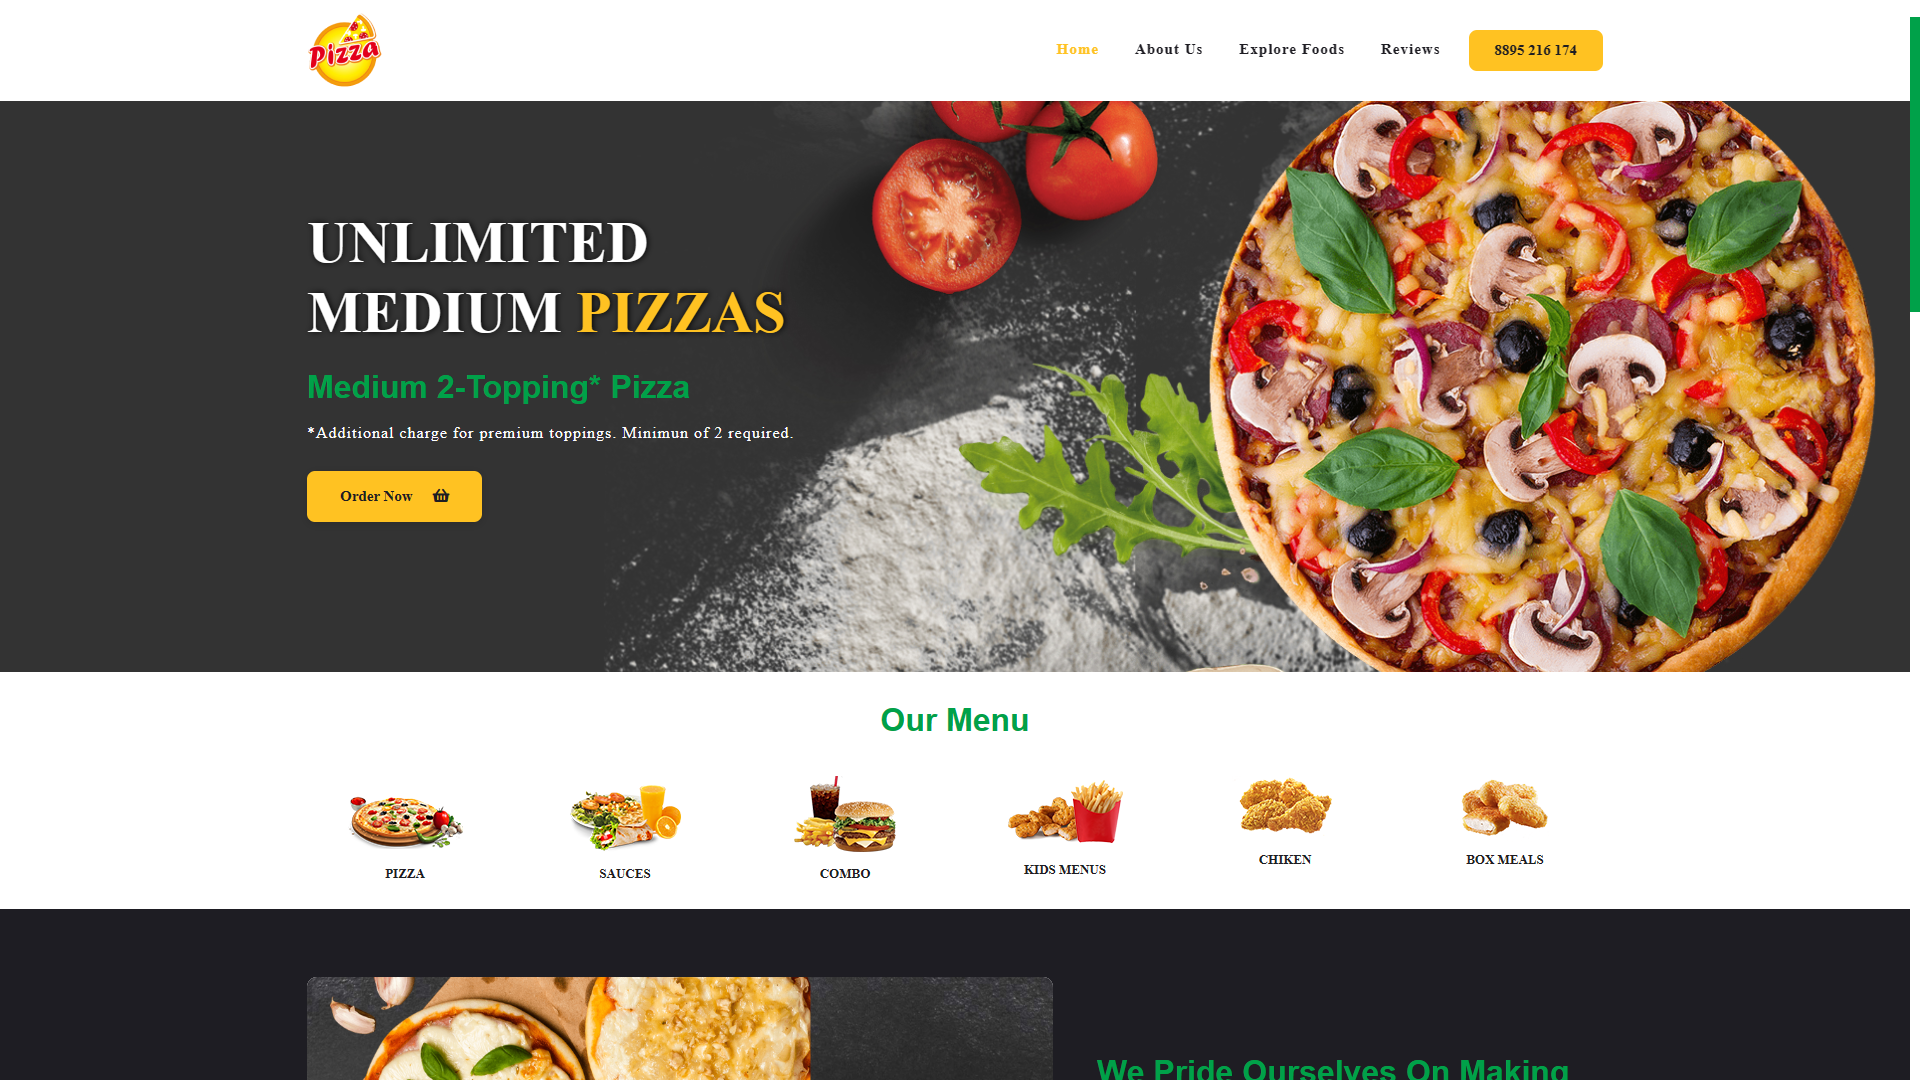 Pizza
Home
About Us
Explore Foods
Reviews
8895 216 174
UNLIMITED
MEDIUM PIZZAS
Medium 2-Topping* Pizza
*Additional charge for premium toppings. Minimun of 2 required.
Order Now
Our Menu
PIZZA
SAUCES
COMBO
KIDS MENUS
CHIKEN
BOX MEALS
We Pride Ourselves On Making